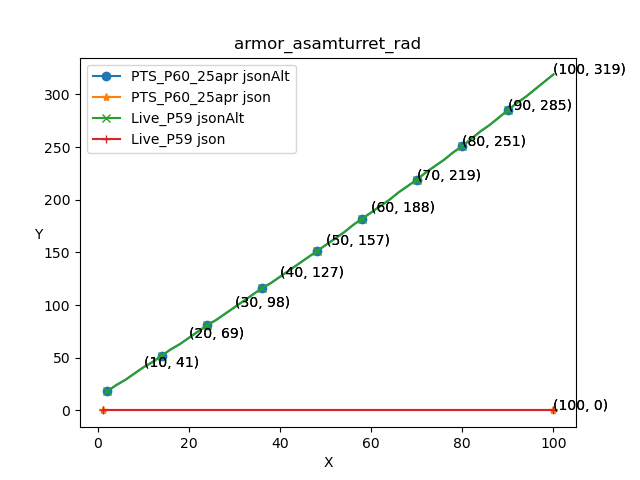 armor_asamturret_rad
PTS_P60_25apr jsonAlt
PTS_P60_25apr json
Live_P59 jsonAlt
Live_P59 json
(100, 319)
(90, 285)
(80, 251)
(70, 219)
(60, 188)
(50, 157)
(40, 127)
(30, 98)
(20, 69)
(10, 41)
(100, 0)
Y
300
250
200
150
100
50
0
0 20 40 60 80 100
X